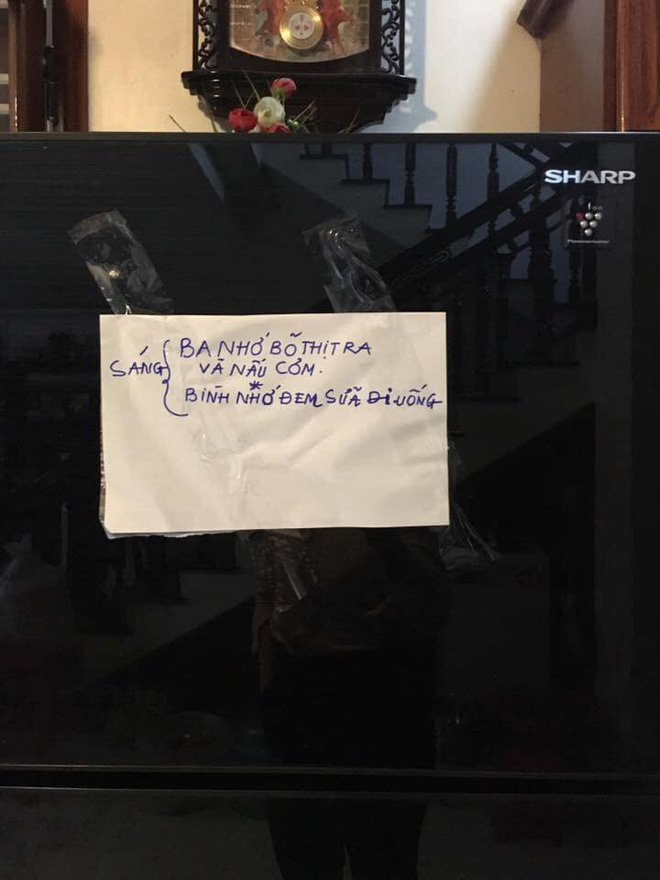 SHARP
SÁNG { BA NHỚ BỎ THỊT RA
VÀ NẤU CƠM.
BÌNH NHỚ ĐEM SỮA ĐI UỐNG